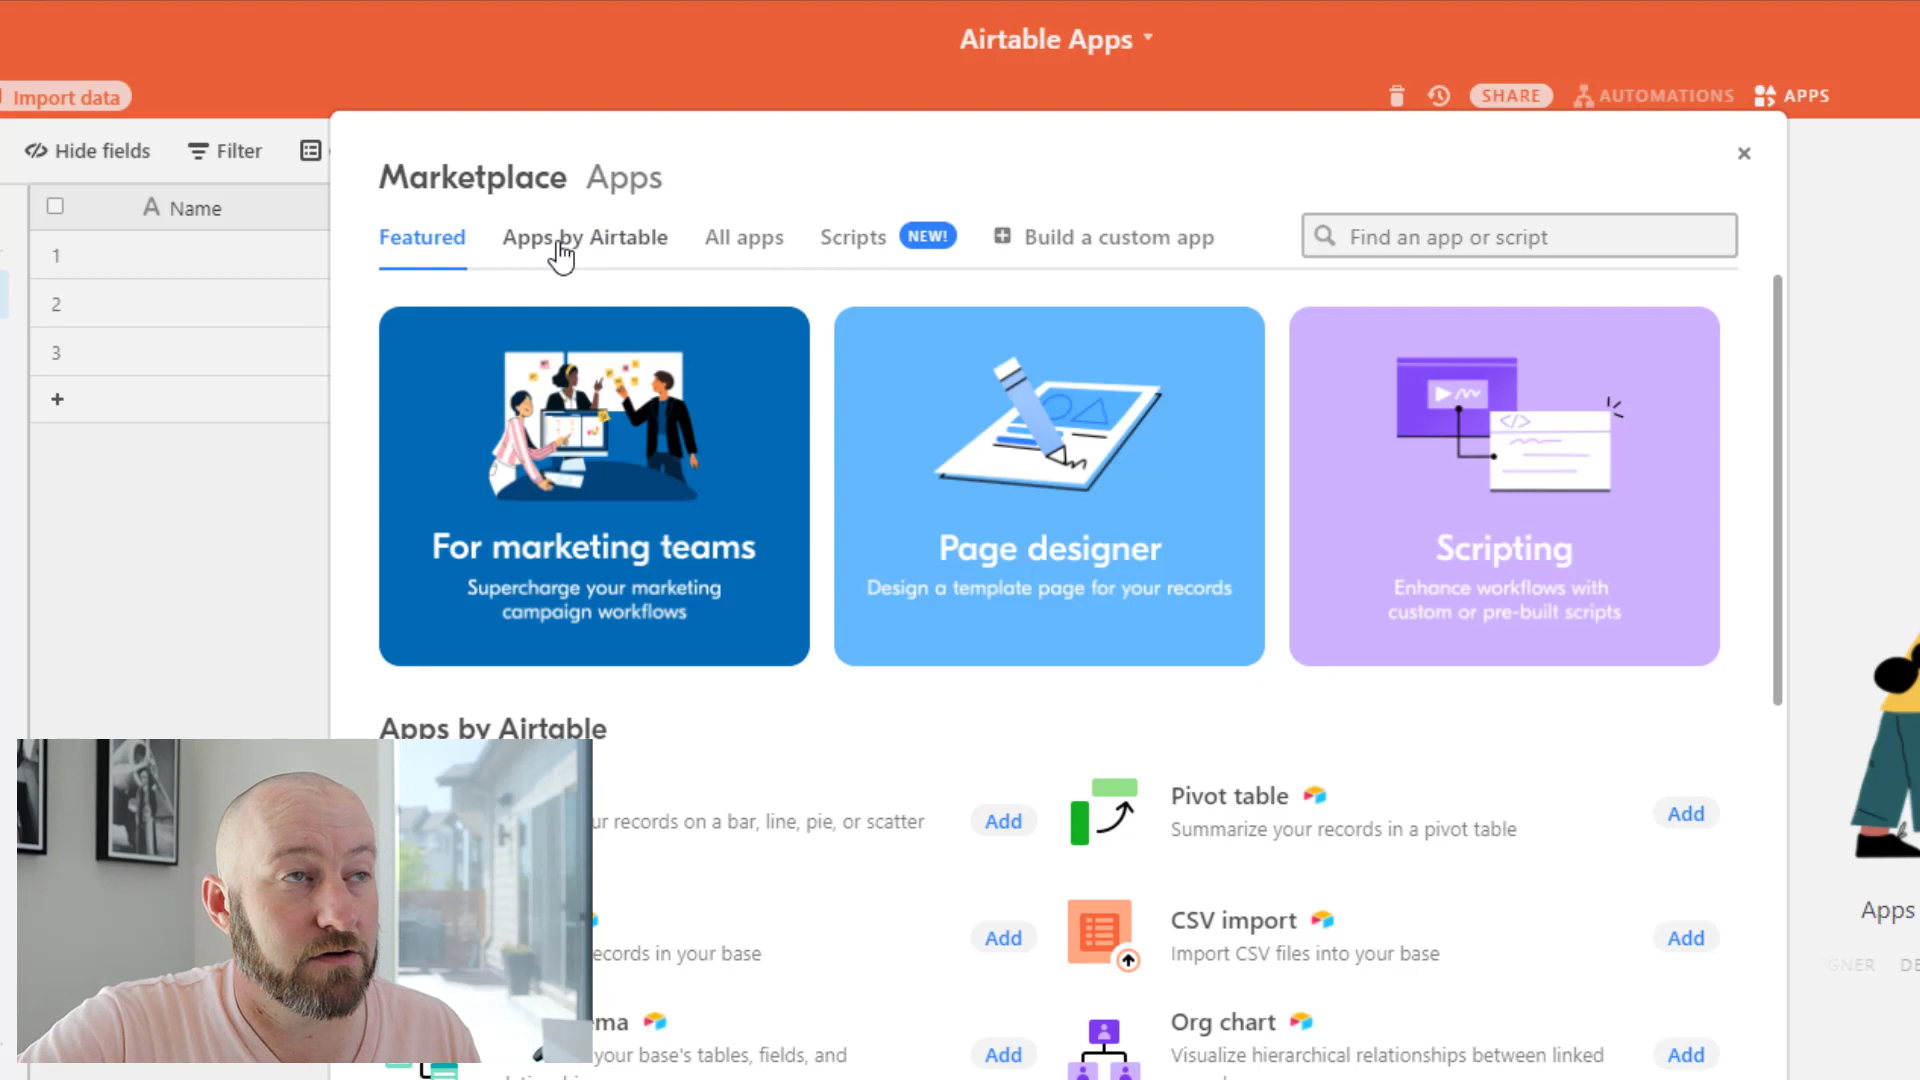 Airtable Apps
Import data
SHARE
AUTOMATIONS
APPS
Hide fields
Filter
Marketplace Apps
Name
Featured
Apps by Airtable
All apps
Scripts NEW!
Build a custom app
Find an app or script
1
2
3
+
For marketing teams
Supercharge your marketing
campaign workflows
Page designer
Design a template page for your records
Scripting
Enhance workflows with
custom or pre-built scripts
Apps by Airtable
records on a bar, line, pie, or scatter
Add
Pivot table
Summarize your records in a pivot table
Add
in your base
Add
CSV import
Import CSV files into your base
Add
your base's tables, fields, and
Add
Org chart
Visualize hierarchical relationships between linked
Add
Apps